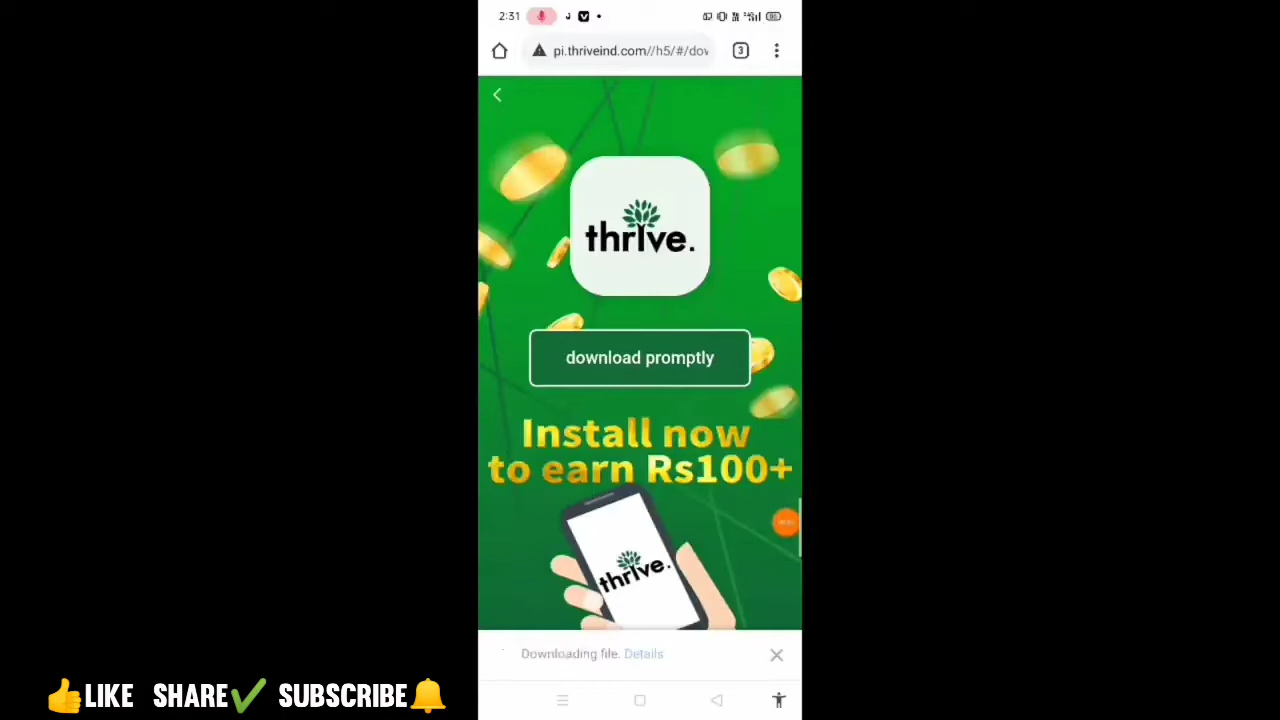 2:31
pi.thriveind.com//h5/#/dow
3
thrive.
download promptly
Install now
to earn Rs100+
thrive.
Downloading file. Details
LIKE SHARE SUBSCRIBE